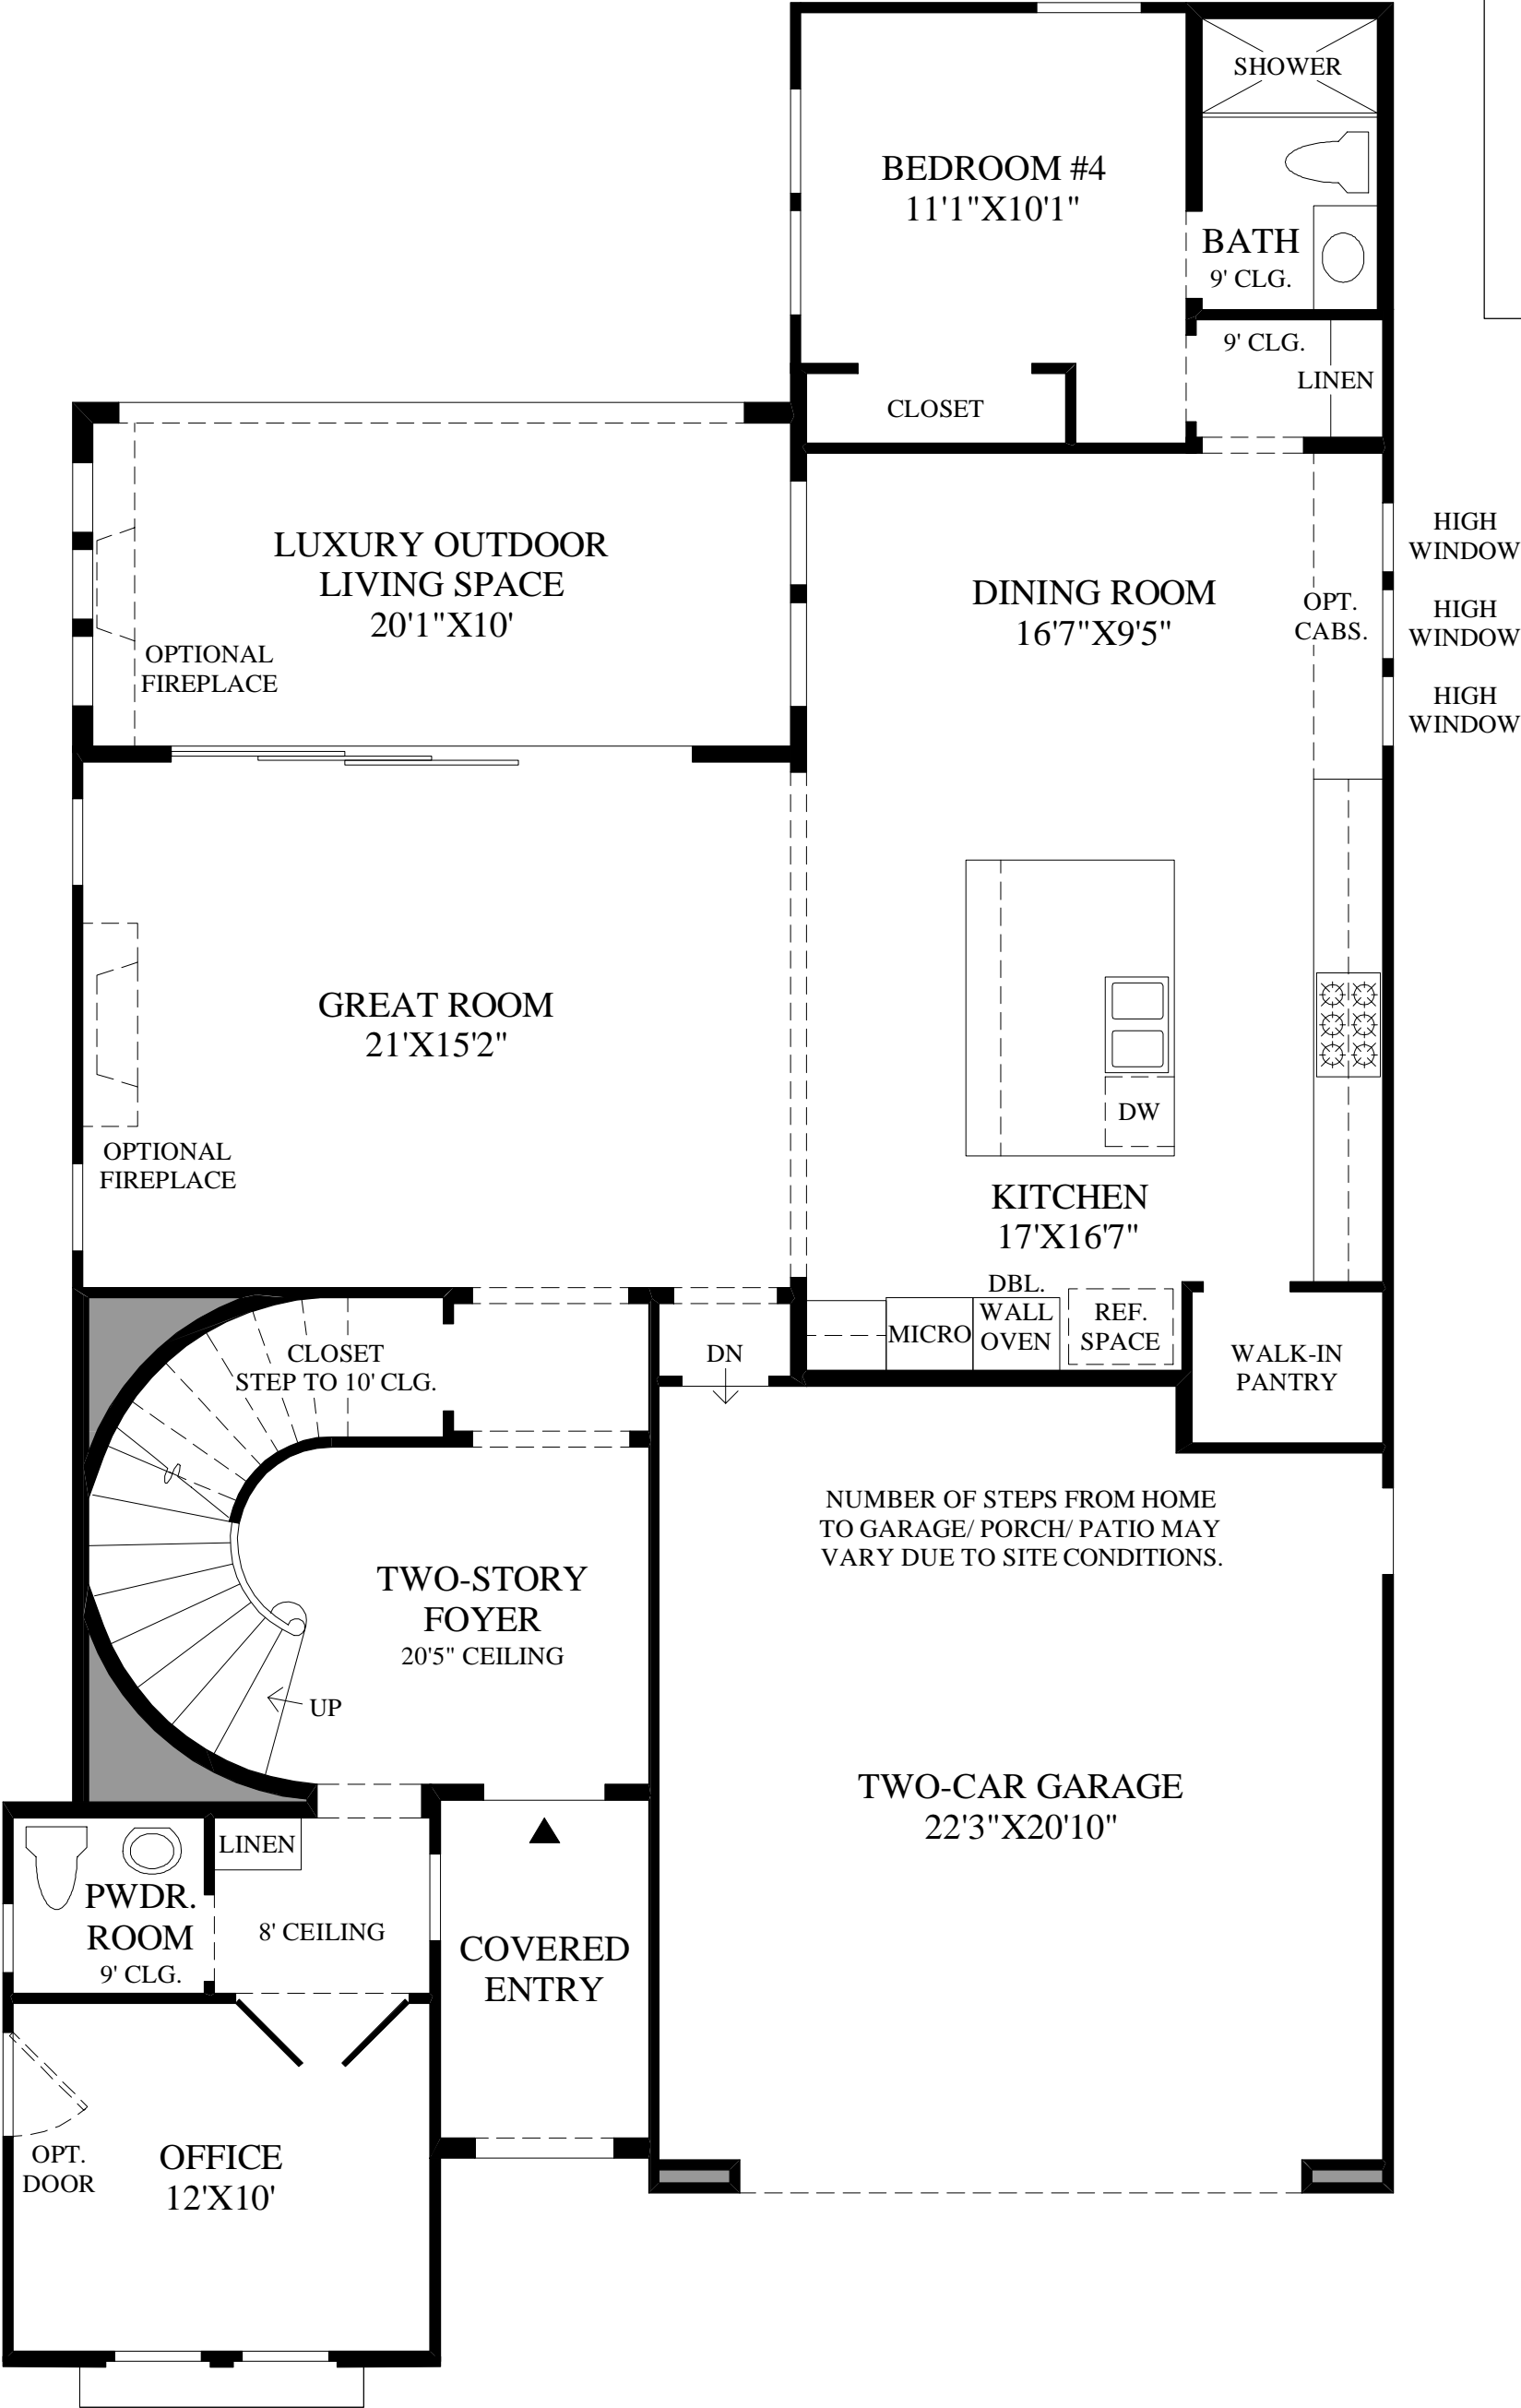 SHOWER
BEDROOM #4
11'1"X10'1"
BATH
9' CLG.
9' CLG.
LINEN
CLOSET
LUXURY OUTDOOR
LIVING SPACE
20'1"X10'
OPTIONAL
FIREPLACE
DINING ROOM
16'7"X9'5"
OPT.
CABS.
HIGH
WINDOW
HIGH
WINDOW
HIGH
WINDOW
GREAT ROOM
21'X15'2"
OPTIONAL
FIREPLACE
DW
KITCHEN
17'X16'7"
DBL.
WALL
OVEN
MICRO
REF.
SPACE
WALK-IN
PANTRY
DN
CLOSET
STEP TO 10' CLG.
NUMBER OF STEPS FROM HOME
TO GARAGE/ PORCH/ PATIO MAY
VARY DUE TO SITE CONDITIONS.
TWO-STORY
FOYER
20'5" CEILING
UP
TWO-CAR GARAGE
22'3"X20'10"
LINEN
PWDR.
ROOM
9' CLG.
8' CEILING
COVERED
ENTRY
OPT.
DOOR
OFFICE
12'X10'